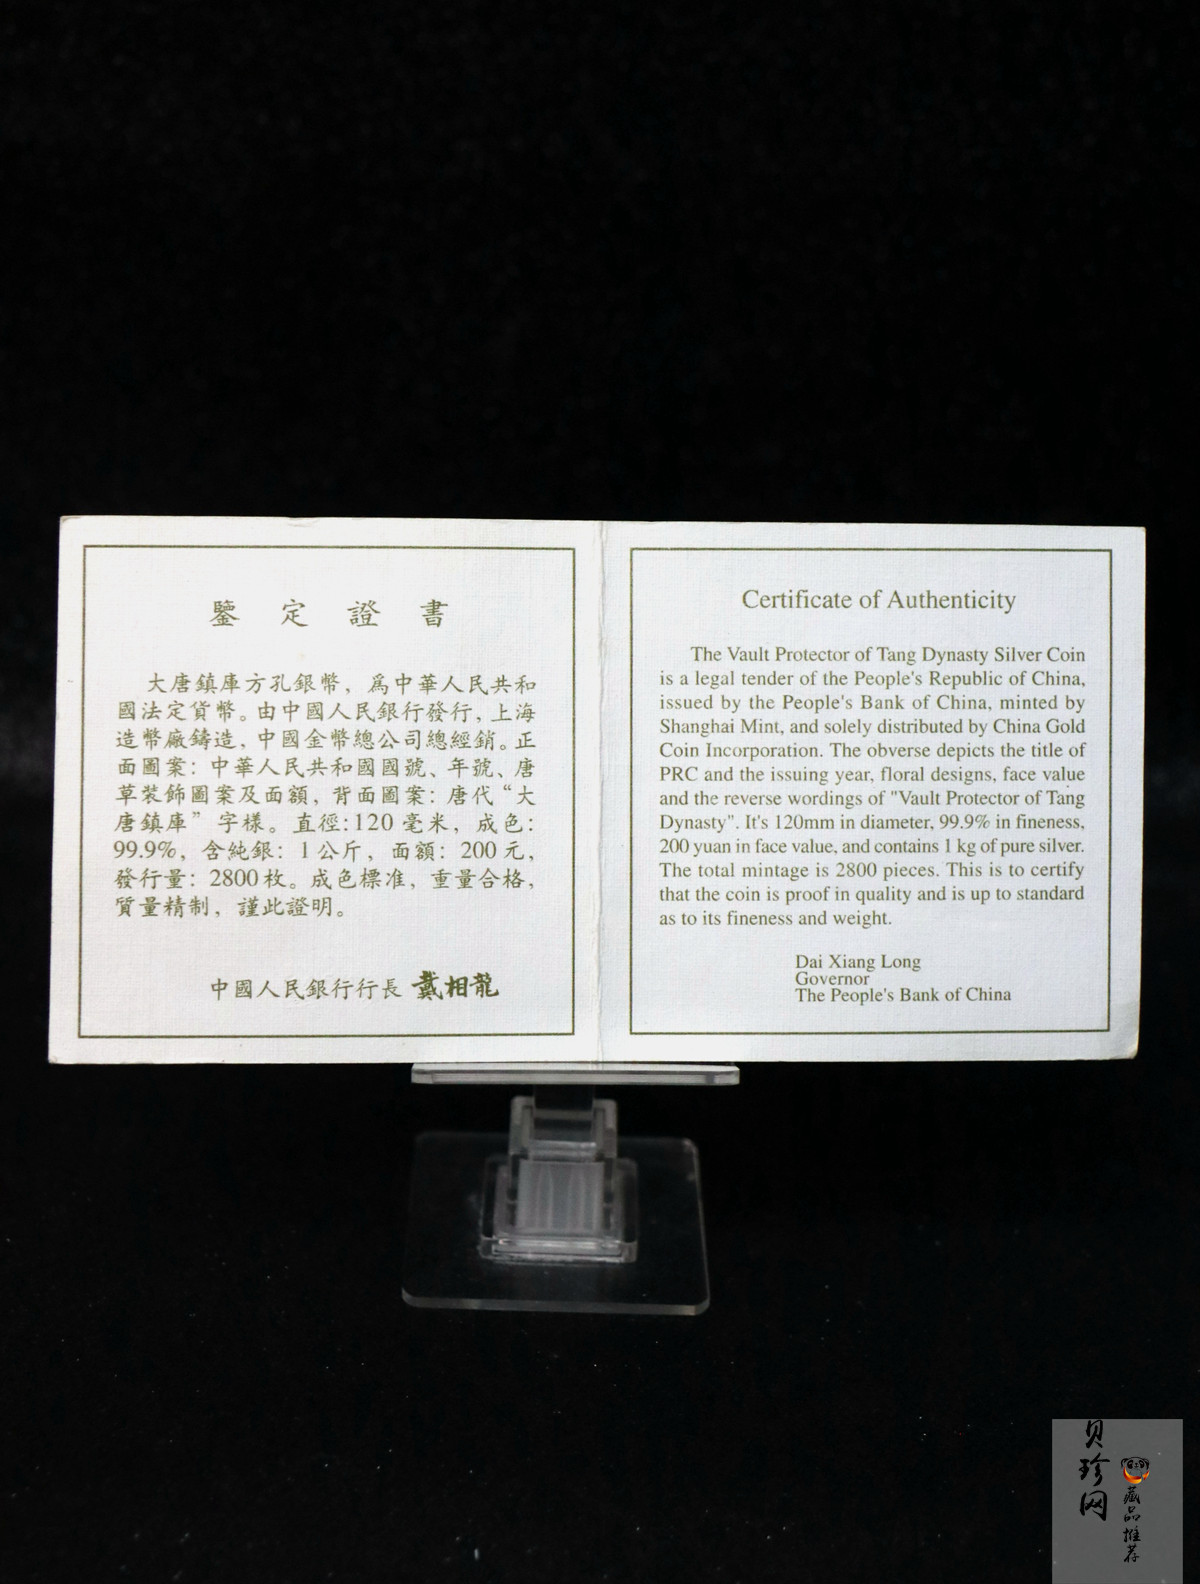 鑒定證書
大唐鎮庫方孔銀幣，爲中華人民共和
國法定貨幣。由中國人民銀行發行，上海
造幣廠鑄造，中國金幣總公司總經銷。正
面圖案：中華人民共和國國號、年號、唐
草裝飾圖案及面額，背面圖案：唐代“大
唐鎮庫”字樣。直徑：120毫米，成色：
99.9%，含純銀：1公斤，面額：200元，
發行量：2800枚。成色標准，重量合格，
質量精制，謹此證明。
中國人民銀行行長 戴相龍
Certificate of Authenticity
The Vault Protector of Tang Dynasty Silver Coin
is a legal tender of the People's Republic of China,
issued by the People's Bank of China, minted by
Shanghai Mint, and solely distributed by China Gold
Coin Incorporation. The obverse depicts the title of
PRC and the issuing year, floral designs, face value
and the reverse wordings of "Vault Protector of Tang
Dynasty". It's 120mm in diameter, 99.9% in fineness,
200 yuan in face value, and contains 1 kg of pure silver.
The total mintage is 2800 pieces. This is to certify
that the coin is proof in quality and is up to standard
as to its fineness and weight.
Dai Xiang Long
Governor
The People's Bank of China
贝珍网
藏品推荐